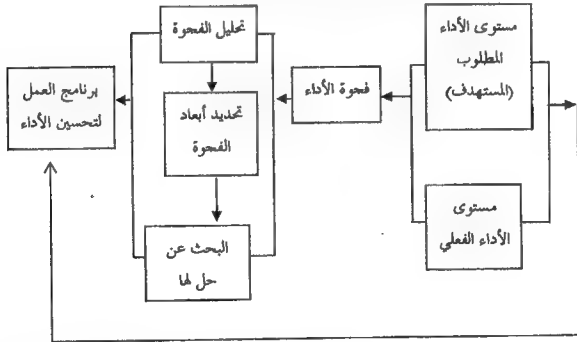 مستوى الأداء
المطلوب
(المستهدف)
مستوى
الأداء الفعلي
فجوة الأداء
تحليل الفجوة
تحديد أبعاد
الفجوة
البحث عن
حل لها
برنامج العمل
لتحسين الأداء